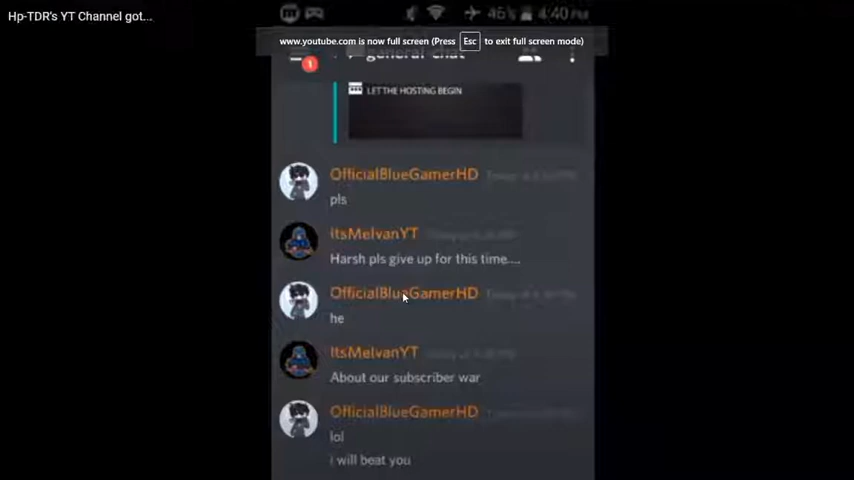 Hp-TDR's YT Channel got...
46% 4:40PM
www.youtube.com is now full screen (Press Esc to exit full screen mode)
1
general-chat
LET THE HOSTING BEGIN
OfficialBlueGamerHD
pls
ItsMelvanYT
Harsh pls give up for this time....
OfficialBlueGamerHD
he
ItsMelvanYT
About our subscriber war
OfficialBlueGamerHD
lol
i will beat you